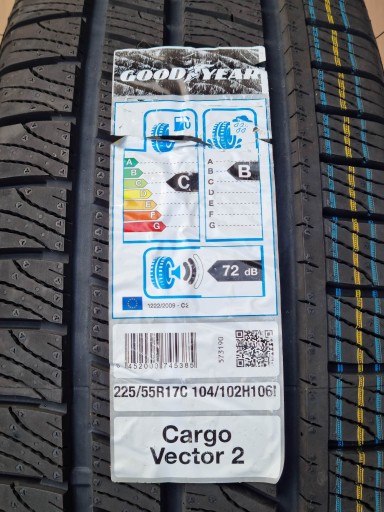 GOOD YEAR
A
B
C
D
E
F
G
C
A
B
C
D
E
F
G
B
72 dB
1222/2009 - C2
573190
225/55R17C 104/102H106
Cargo
Vector 2